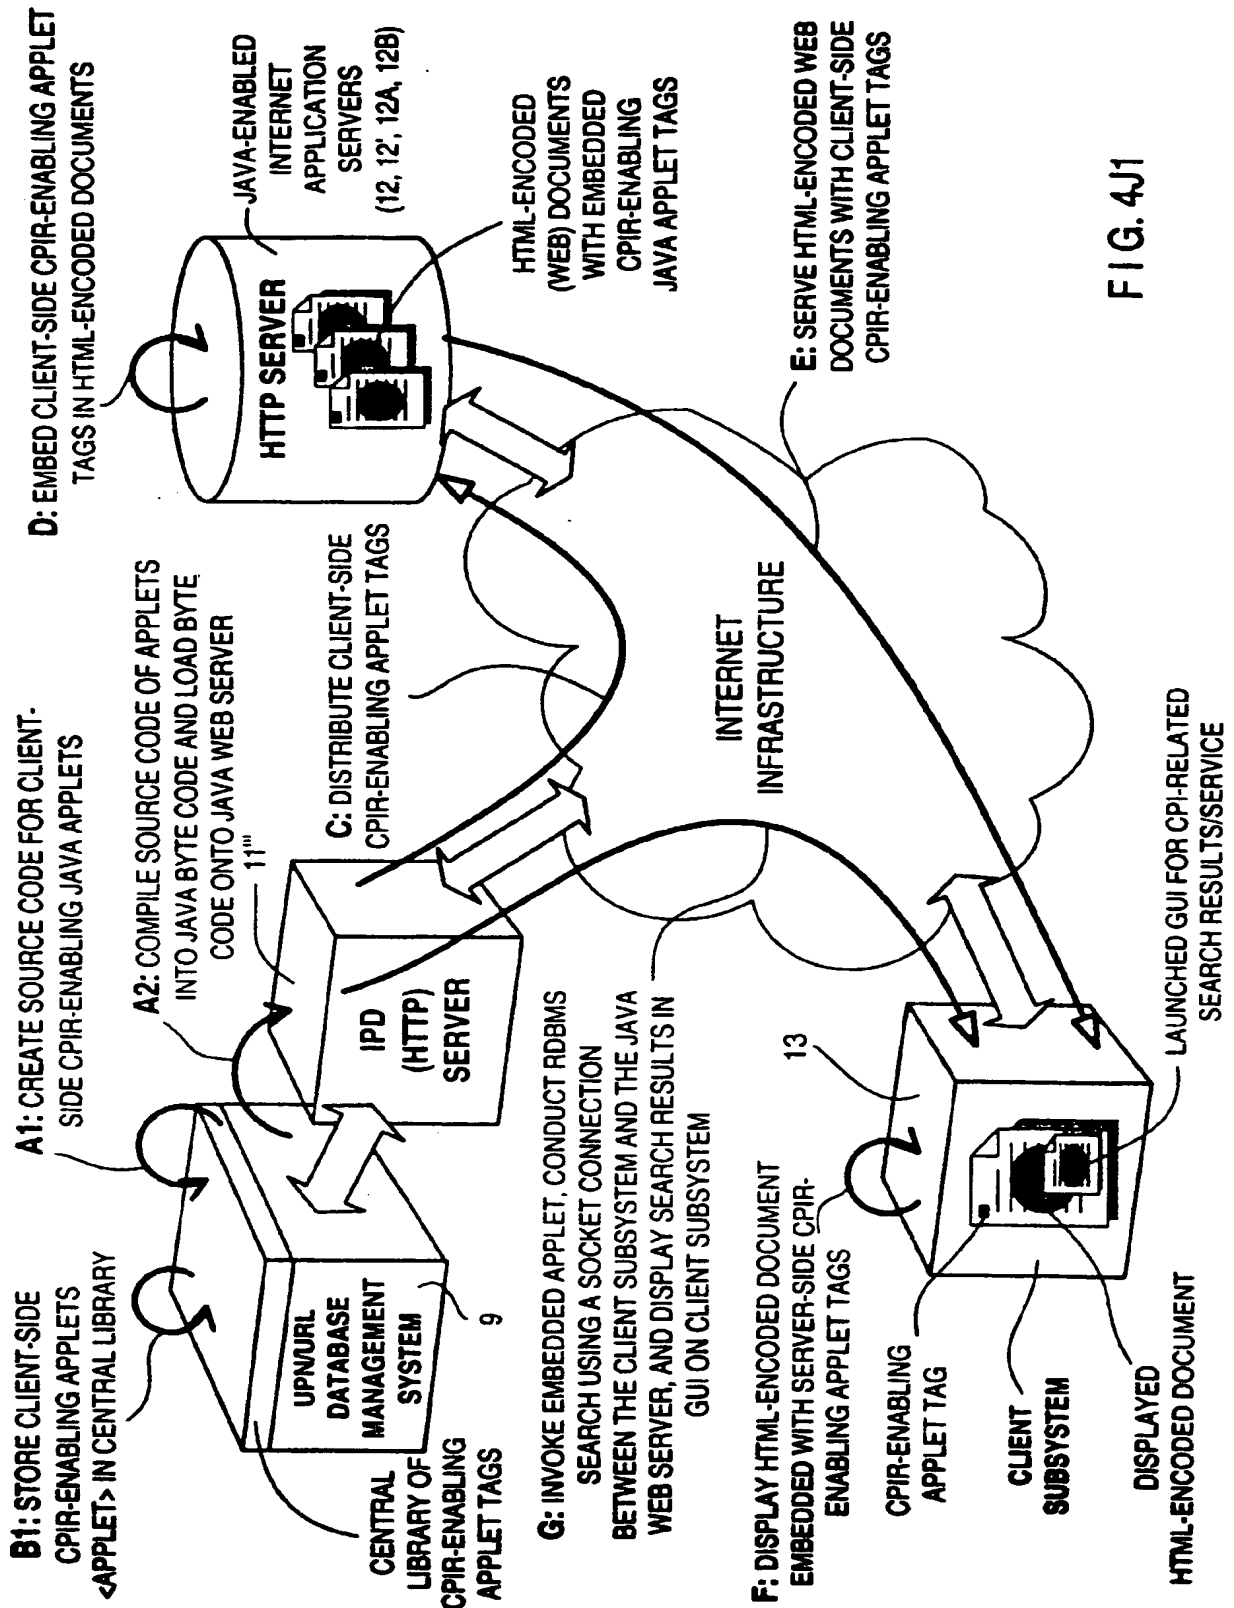 B1: STORE CLIENT-SIDE
CPIR-ENABLING APPLETS
<APPLET> IN CENTRAL LIBRARY
A1: CREATE SOURCE CODE FOR CLIENT-
SIDE CPIR-ENABLING JAVA APPLETS
A2: COMPILE SOURCE CODE OF APPLETS
INTO JAVA BYTE CODE AND LOAD BYTE
CODE ONTO JAVA WEB SERVER
11'''
D: EMBED CLIENT-SIDE CPIR-ENABLING APPLET
TAGS IN HTML-ENCODED DOCUMENTS
JAVA-ENABLED
INTERNET
APPLICATION
SERVERS
(12, 12', 12A, 12B)
HTTP SERVER
HTML-ENCODED
(WEB) DOCUMENTS
WITH EMBEDDED
CPIR-ENABLING
JAVA APPLET TAGS
C: DISTRIBUTE CLIENT-SIDE
CPIR-ENABLING APPLET TAGS
IPD
(HTTP)
SERVER
UPN/URL
DATABASE
MANAGEMENT
SYSTEM
9
CENTRAL
LIBRARY OF
CPIR-ENABLING
APPLET TAGS
G: INVOKE EMBEDDED APPLET, CONDUCT RDBMS
SEARCH USING A SOCKET CONNECTION
BETWEEN THE CLIENT SUBSYSTEM AND THE JAVA
WEB SERVER, AND DISPLAY SEARCH RESULTS IN
GUI ON CLIENT SUBSYSTEM
INTERNET
INFRASTRUCTURE
E: SERVE HTML-ENCODED WEB
DOCUMENTS WITH CLIENT-SIDE
CPIR-ENABLING APPLET TAGS
F: DISPLAY HTML-ENCODED DOCUMENT
EMBEDDED WITH SERVER-SIDE CPIR-
ENABLING APPLET TAGS
13
CPIR-ENABLING
APPLET TAG
CLIENT
SUBSYSTEM
DISPLAYED
HTML-ENCODED DOCUMENT
LAUNCHED GUI FOR CPI-RELATED
SEARCH RESULTS/SERVICE
FIG. 4J1